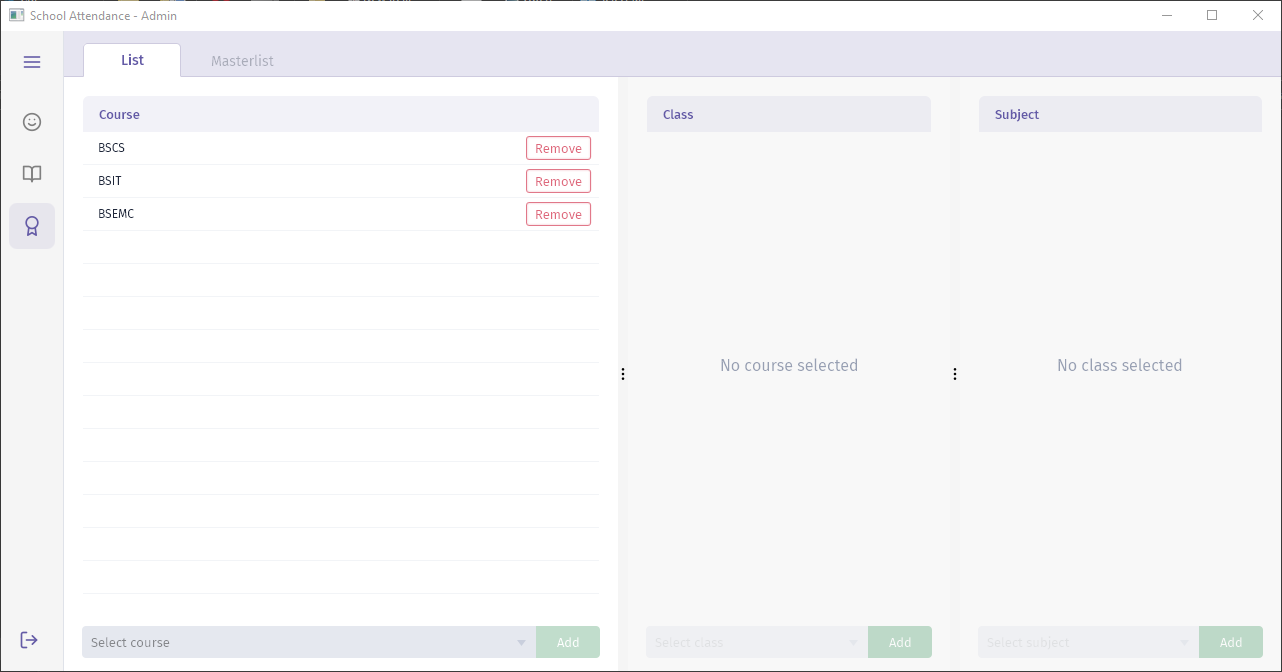 School Attendance - Admin
List
Masterlist
Course
BSCS
Remove
BSIT
Remove
BSEMC
Remove
Select course
Add
Class
No course selected
Select class
Add
Subject
No class selected
Select subject
Add